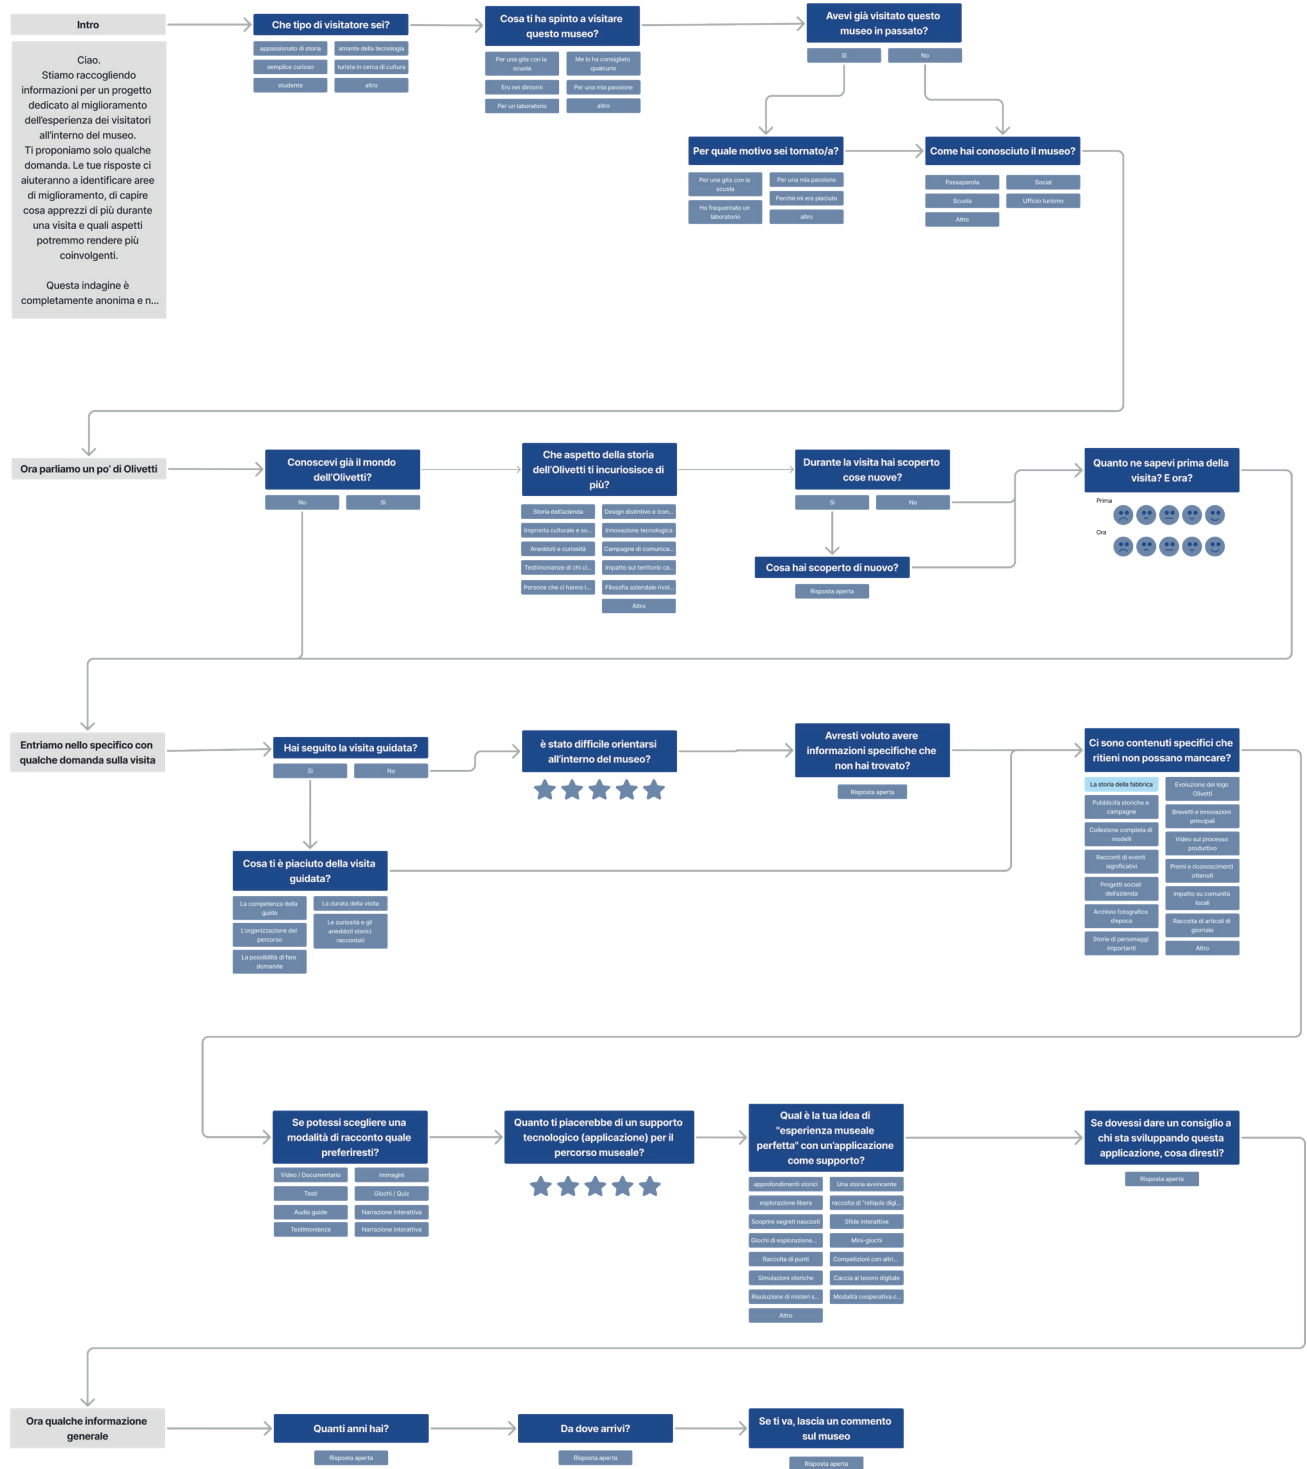 Intro
Ciao.
Stiamo raccogliendo
informazioni per un progetto
dedicato al miglioramento
dell'esperienza dei visitatori
all'interno del museo.
Ti proponiamo solo qualche
domanda. Le tue risposte ci
aiuteranno a identificare aree
di miglioramento, di capire
cosa apprezzi di più durante
una visita e quali aspetti
potremmo rendere più
coinvolgenti.
Questa indagine è
completamente anonima e n...
Che tipo di visitatore sei?
appassionato di storia
amante della tecnologia
semplice curioso
turista in cerca di cultura
studente
altro
Cosa ti ha spinto a visitare
questo museo?
Per una gita con la
scuola
Me lo ha consigliato
qualcuno
Ero nei dintorni
Per una mia passione
Per un laboratorio
altro
Avevi già visitato questo
museo in passato?
Sì
No
Per quale motivo sei tornato/a?
Per una gita con la
scuola
Per una mia passione
Perché mi era piaciuto
Ho frequentato un
laboratorio
altro
Come hai conosciuto il museo?
Passaparola
Social
Scuola
Ufficio turismo
Altro
Ora parliamo un po' di Olivetti
Conoscevi già il mondo
dell'Olivetti?
No
Sì
Che aspetto della storia
dell'Olivetti ti incuriosisce di
più?
Storia dell'azienda
Design distintivo e icon...
Impronta culturale e so...
Innovazione tecnologica
Aneddoti e curiosità
Campagne di comunica...
Testimonianze di chi ci...
Impatto sul territorio ca...
Persone che ci hanno l...
Filosofia aziendale rivol...
Altro
Durante la visita hai scoperto
cose nuove?
Sì
No
Cosa hai scoperto di nuovo?
Risposta aperta
Quanto ne sapevi prima della
visita? E ora?
Prima
Ora
Entriamo nello specifico con
qualche domanda sulla visita
Hai seguito la visita guidata?
Sì
No
Cosa ti è piaciuto della visita
guidata?
La competenza della
guida
La durata della visita
L'organizzazione del
percorso
Le curiosità e gli
aneddoti storici
raccontati
La possibilità di fare
domande
è stato difficile orientarsi
all'interno del museo?
Avresti voluto avere
informazioni specifiche che
non hai trovato?
Risposta aperta
Ci sono contenuti specifici che
ritieni non possano mancare?
La storia della fabbrica
Evoluzione del logo
Olivetti
Pubblicità storiche e
campagne
Brevetti e innovazioni
principali
Collezione completa di
modelli
Video sul processo
produttivo
Racconti di eventi
significativi
Premi e riconoscimenti
ottenuti
Progetti sociali
dell'azienda
Impatto su comunità
locali
Archivio fotografico
d'epoca
Raccolta di articoli di
giornale
Storie di personaggi
importanti
Altro
Se potessi scegliere una
modalità di racconto quale
preferiresti?
Video / Documentario
Immagini
Testi
Giochi / Quiz
Audio guide
Narrazione interattiva
Testimonianze
Narrazione interattiva
Quanto ti piacerebbe di un supporto
tecnologico (applicazione) per il
percorso museale?
Qual è la tua idea di
"esperienza museale
perfetta" con un'applicazione
come supporto?
approfondimenti storici
Una storia avvincente
esplorazione libera
raccolta di "reliquie digi...
Scoprire segreti nascosti
Sfide interattive
Giochi di esplorazione...
Mini-giochi
Raccolta di punti
Competizioni con altri...
Simulazioni storiche
Caccia al tesoro digitale
Risoluzione di misteri s...
Modalità cooperativa c...
Altro
Se dovessi dare un consiglio a
chi sta sviluppando questa
applicazione, cosa diresti?
Risposta aperta
Ora qualche informazione
generale
Quanti anni hai?
Risposta aperta
Da dove arrivi?
Risposta aperta
Se ti va, lascia un commento
sul museo
Risposta aperta